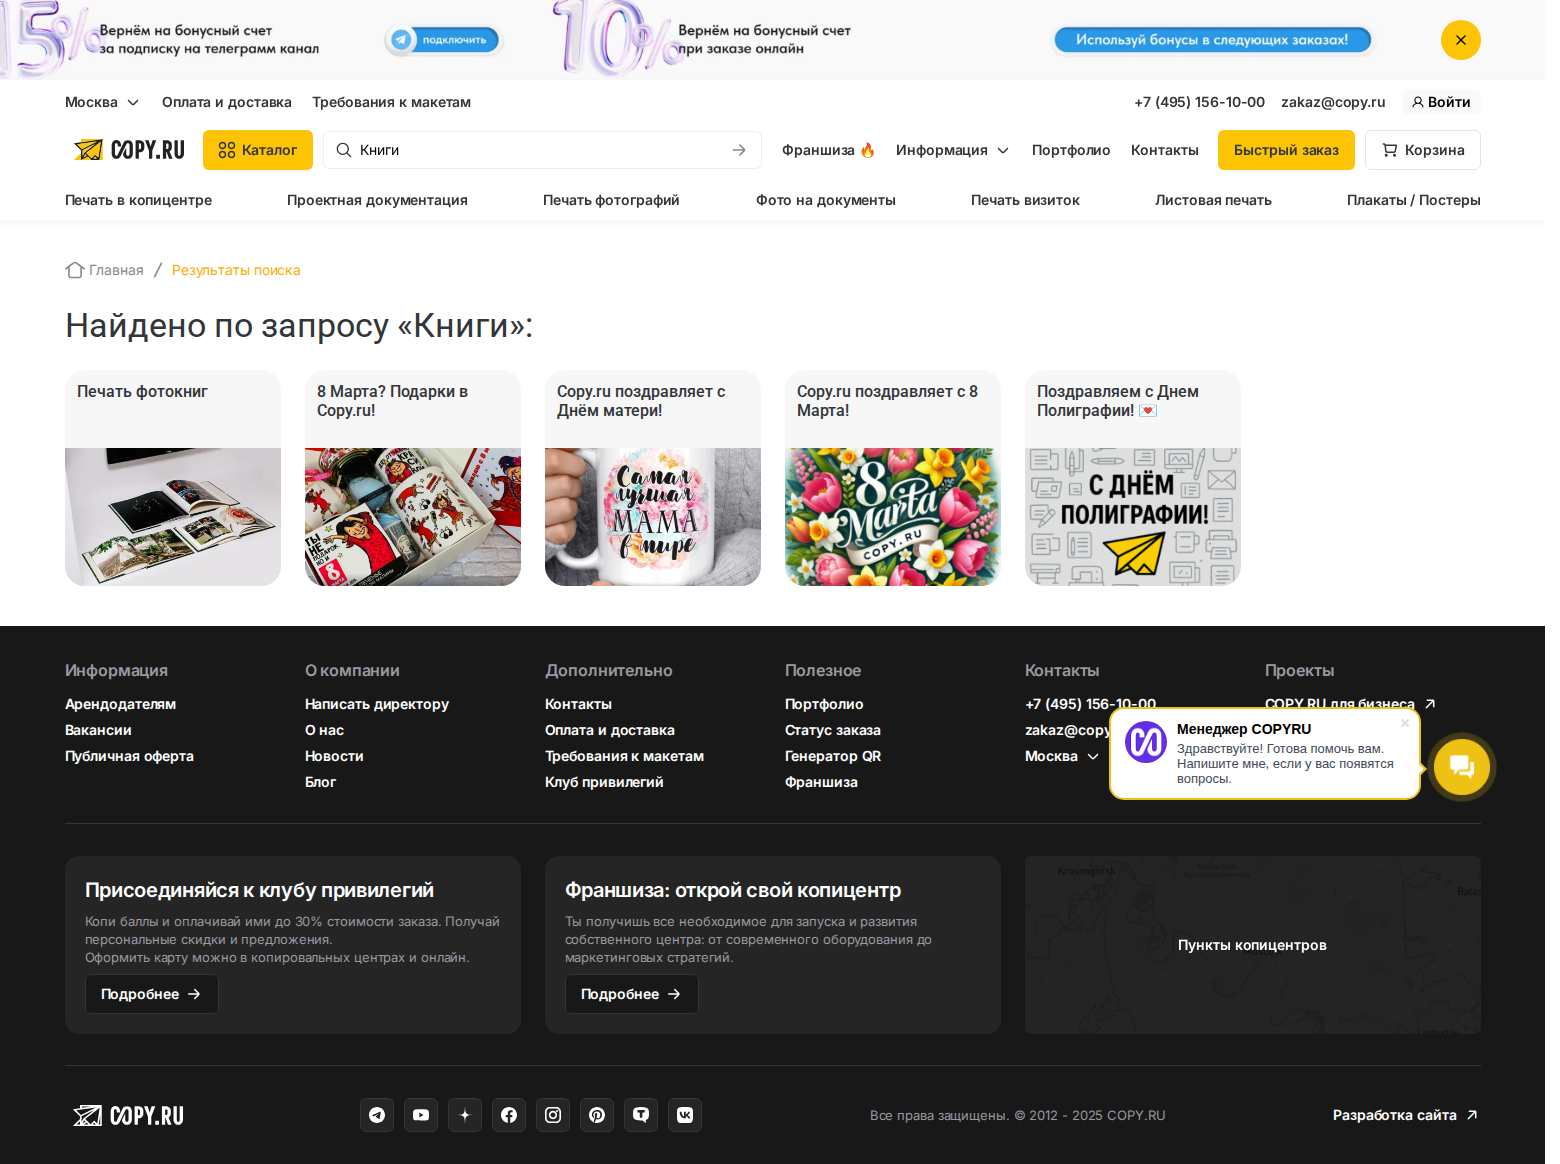 15%
Вернём на бонусный счет
за подписку на телеграмм канал
подключить
10%
Вернём на бонусный счет
при заказе онлайн
Используй бонусы в следующих заказах!
Москва
Оплата и доставка
Требования к макетам
+7 (495) 156-10-00
zakaz@copy.ru
Войти
COPY.RU
Каталог
Книги
Франшиза 🔥
Информация
Портфолио
Контакты
Быстрый заказ
Корзина
Печать в копицентре
Проектная документация
Печать фотографий
Фото на документы
Печать визиток
Листовая печать
Плакаты / Постеры
Главная / Результаты поиска
Найдено по запросу «Книги»:
Печать фотокниг
8 Марта? Подарки в
Copy.ru!
Copy.ru поздравляет с
Днём матери!
Самая
лучшая
МАМА
в мире
Copy.ru поздравляет с 8
Марта!
8
Марта
COPY.RU
Поздравляем с Днем
Полиграфии! 💌
С ДНЁМ
ПОЛИГРАФИИ!
Информация
Арендодателям
Вакансии
Публичная оферта
О компании
Написать директору
О нас
Новости
Блог
Дополнительно
Контакты
Оплата и доставка
Требования к макетам
Клуб привилегий
Полезное
Портфолио
Статус заказа
Генератор QR
Франшиза
Контакты
+7 (495) 156-10-00
zakaz@copy
Москва
Проекты
COPY.RU для бизнеса
Менеджер COPYRU
Здравствуйте! Готова помочь вам.
Напишите мне, если у вас появятся
вопросы.
Присоединяйся к клубу привилегий
Копи баллы и оплачивай ими до 30% стоимости заказа. Получай
персональные скидки и предложения.
Оформить карту можно в копировальных центрах и онлайн.
Подробнее
Франшиза: открой свой копицентр
Ты получишь все необходимое для запуска и развития
собственного центра: от современного оборудования до
маркетинговых стратегий.
Подробнее
Krasnogorsk
Пункты копицентров
COPY.RU
Все права защищены. © 2012 - 2025 COPY.RU
Разработка сайта